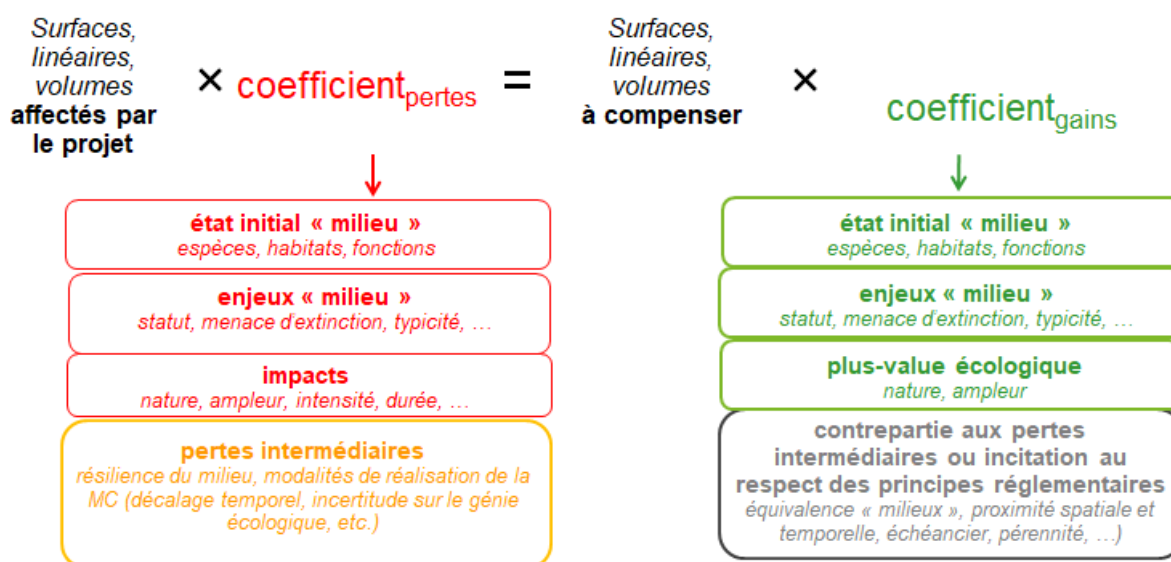 Surfaces,
linéaires,
volumes
affectés par
le projet
× coefficient pertes =
Surfaces,
linéaires,
volumes
à compenser
×
coefficient gains
état initial « milieu »
espèces, habitats, fonctions
enjeux « milieu »
statut, menace d'extinction, typicité, …
impacts
nature, ampleur, intensité, durée, …
pertes intermédiaires
résilience du milieu, modalités de réalisation de la
MC (décalage temporel, incertitude sur le génie
écologique, etc.)
état initial « milieu »
espèces, habitats, fonctions
enjeux « milieu »
statut, menace d'extinction, typicité, …
plus-value écologique
nature, ampleur
contrepartie aux pertes
intermédiaires ou incitation au
respect des principes réglementaires
équivalence « milieux », proximité spatiale et
temporelle, échéancier, pérennité, …)